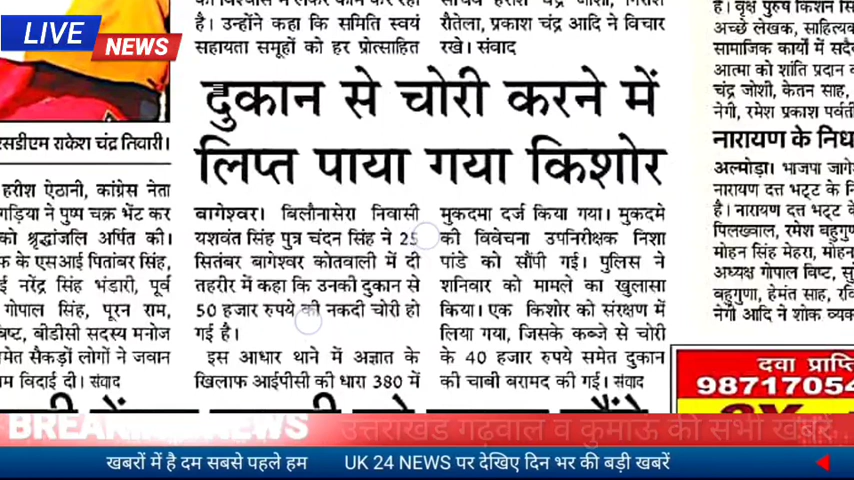 LIVE
NEWS
है। उन्होंने कहा कि समिति स्वयं
सहायता समूहों को हर प्रोत्साहित
रौतेला, प्रकाश चंद्र आदि ने विचार
रखे। संवाद
दुकान से चोरी करने में
लिप्त पाया गया किशोर
बागेश्वर। बिलौनासेरा निवासी
यशवंत सिंह पुत्र चंदन सिंह ने 25
सितंबर बागेश्वर कोतवाली में दी
तहरीर में कहा कि उनकी दुकान से
50 हजार रुपये की नकदी चोरी हो
गई है।
इस आधार थाने में अज्ञात के
खिलाफ आईपीसी की धारा 380 में
मुकदमा दर्ज किया गया। मुकदमे
की विवेचना उपनिरीक्षक निशा
पांडे को सौंपी गई। पुलिस ने
शनिवार को मामले का खुलासा
किया। एक किशोर को संरक्षण में
लिया गया, जिसके कब्जे से चोरी
के 40 हजार रुपये समेत दुकान
की चाबी बरामद की गई। संवाद
एसडीएम राकेश चंद्र तिवारी।
हरीश ऐठानी, कांग्रेस नेता
गड़िया ने पुष्प चक्र भेंट कर
को श्रृद्धांजलि अर्पित की।
के एसआई पितांबर सिंह,
नरेंद्र सिंह भंडारी, पूर्व
गोपाल सिंह, पूरन राम,
बिष्ट, बीडीसी सदस्य मनोज
समेत सैकड़ों लोगों ने जवान
विदाई दी। संवाद
है। वृक्ष पुरुष किशन
अच्छे लेखक, साहित्यक
सामाजिक कार्यों में
आत्मा को शांति प्रदान
चंद्र जोशी, केतन साह,
नेगी, रमेश प्रकाश
नारायण के
अल्मोड़ा। भाजपा
नारायण दत्त भट्ट के
है। नारायण दत्त भट्ट
पिलख्वाल, रमेश
मोहन सिंह मेहरा, मोहन
अध्यक्ष गोपाल बिष्ट,
बहुगुणा, हेमंत साह,
नेगी आदि ने शोक
दवा
98717054
BREAKING NEWS
उत्तराखंड गढ़वाल व कुमाऊं की सभी खबरें
खबरों में है दम सबसे पहले हम UK 24 NEWS पर देखिए दिन भर की बड़ी खबरें